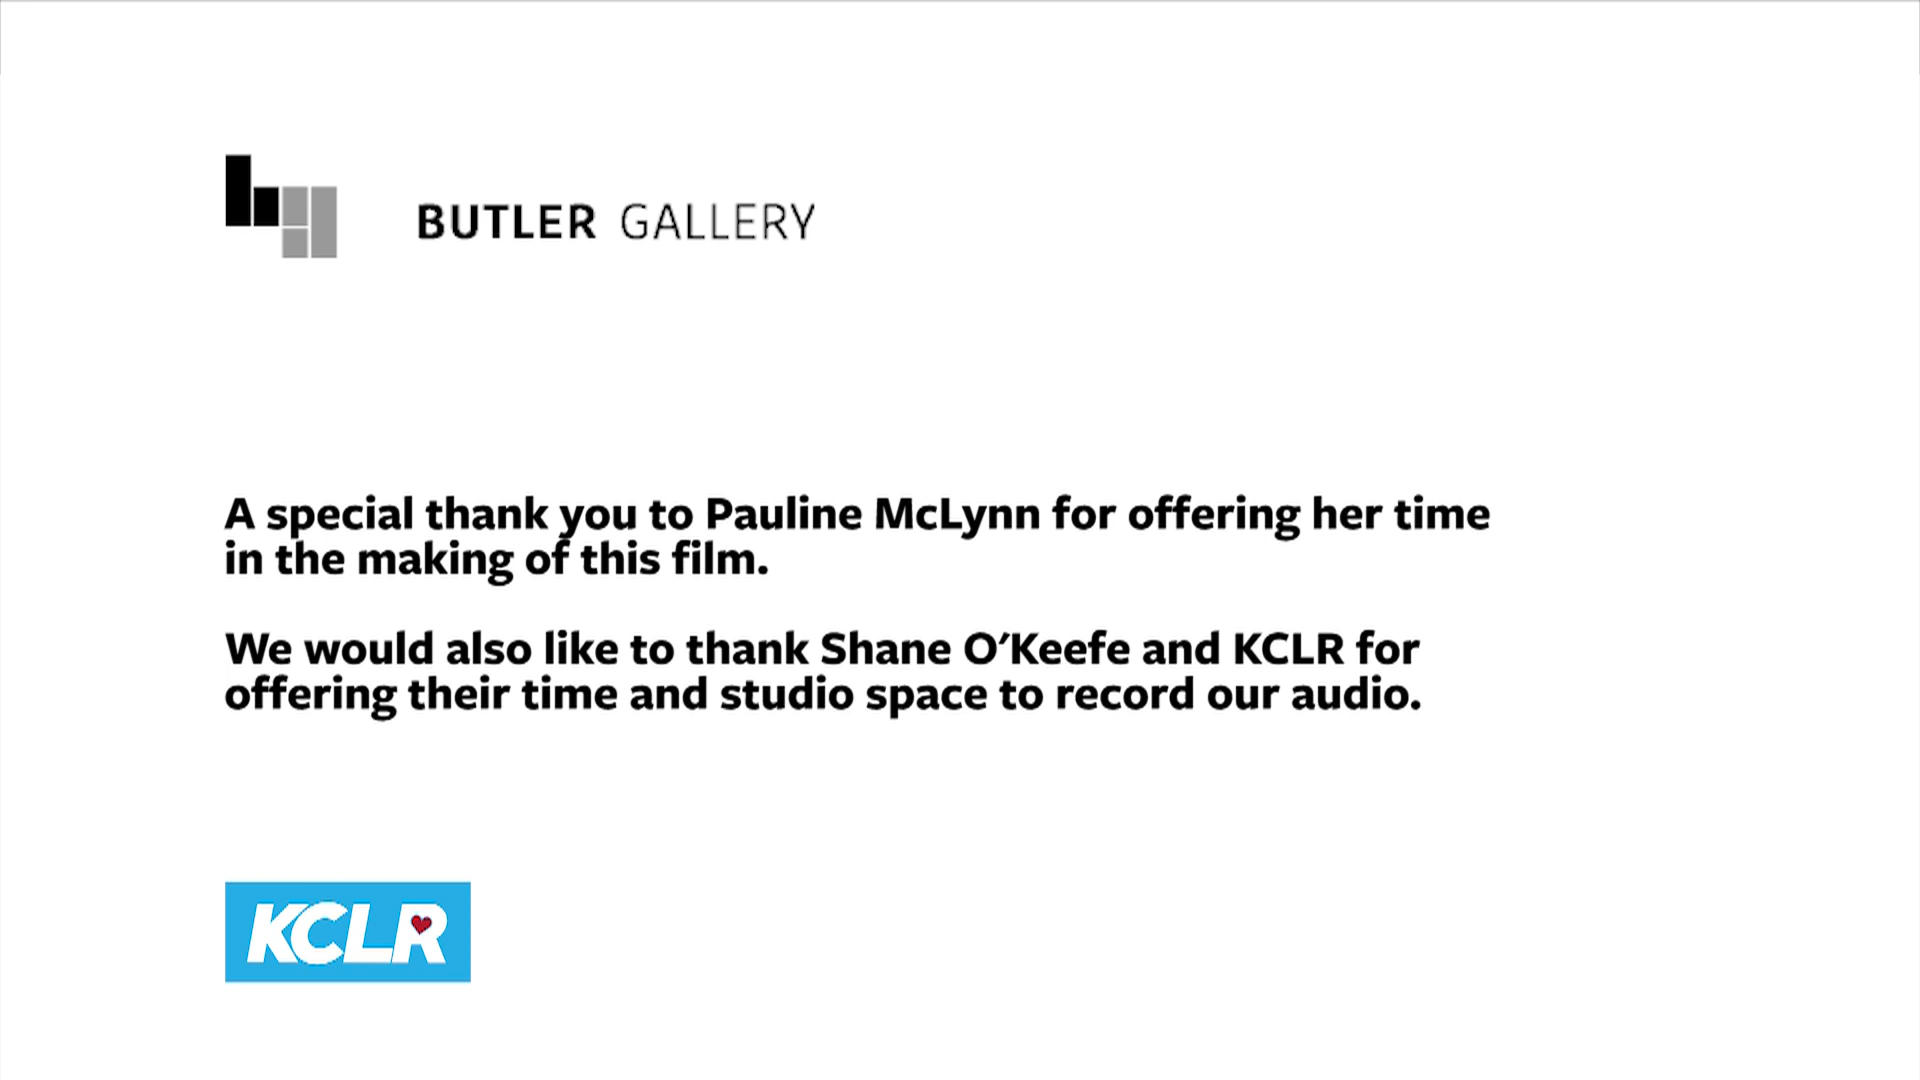 BUTLER GALLERY
A special thank you to Pauline McLynn for offering her time
in the making of this film.
We would also like to thank Shane O'Keefe and KCLR for
offering their time and studio space to record our audio.
KCLR